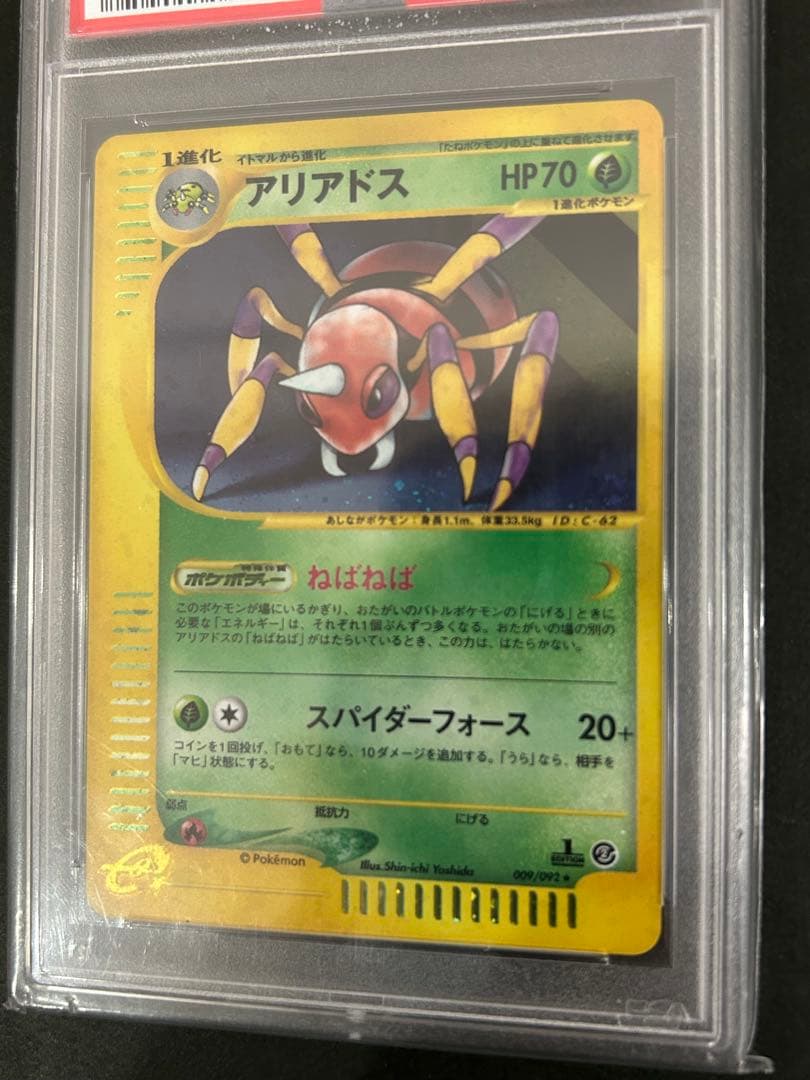 1進化 イトマルから進化 「たねポケモン」の上に重ねて進化させます
アリアドス HP70
1進化ポケモン
あしながポケモン：身長1.1m、体重33.5kg ID:C-62
特殊体質
ポケボディー ねばねば
このポケモンが場にいるかぎり、おたがいのバトルポケモンの「にげる」ときに
必要な「エネルギー」は、それぞれ1個ぶんずつ多くなる。おたがいの場の別の
アリアドスの「ねばねば」がはたらいているとき、この力は、はたらかない。
スパイダーフォース 20+
コインを1回投げ、「おもて」なら、10ダメージを追加する。「うら」なら、相手を
「マヒ」状態にする。
弱点 抵抗力 にげる
© Pokémon Illus. Shin-ichi Yoshida
1 EDITION
009/092 ★